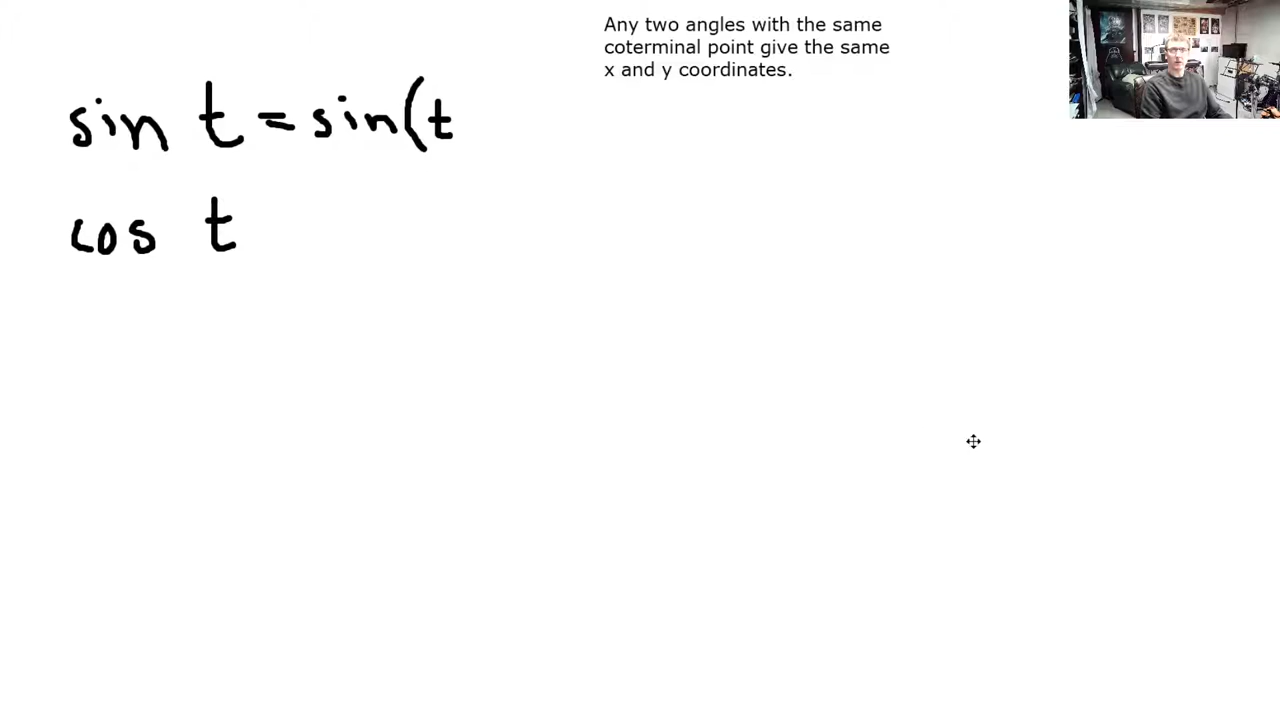 Any two angles with the same
coterminal point give the same
x and y coordinates.
sin t = sin(t
cos t